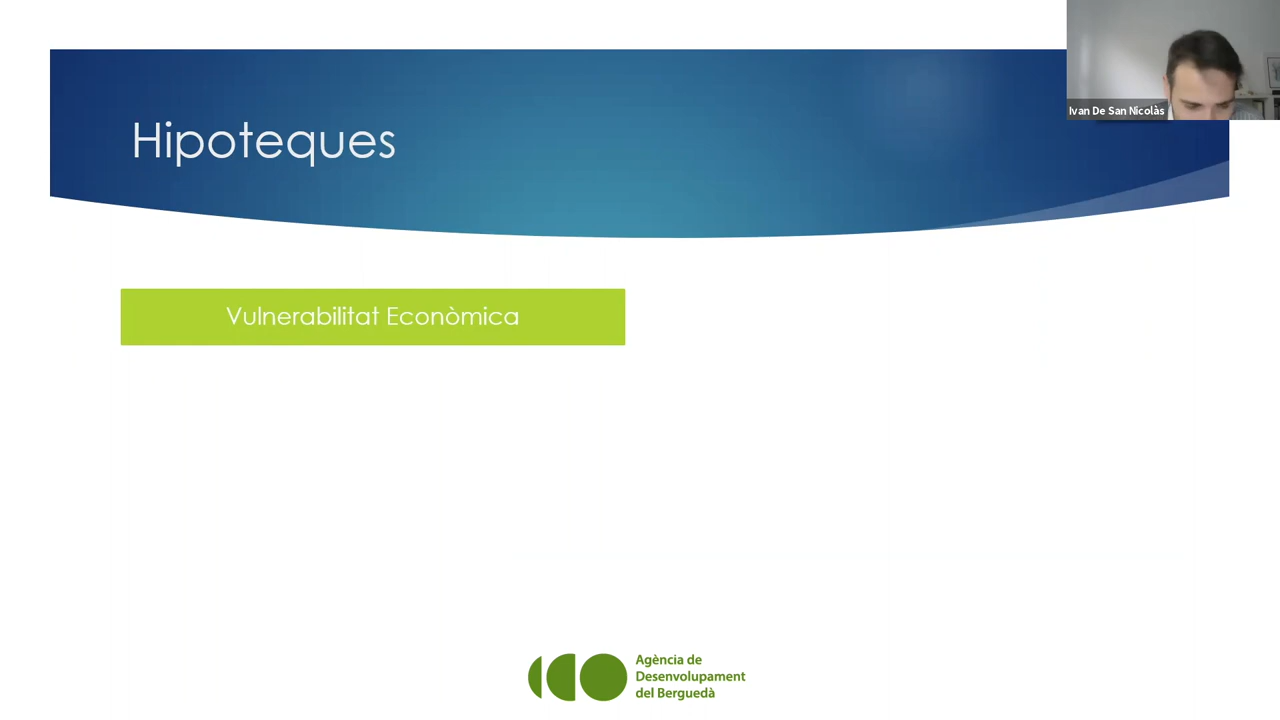 Ivan De San Nicolàs
Hipoteques
Vulnerabilitat Econòmica
Agència de
Desenvolupament
del Berguedà